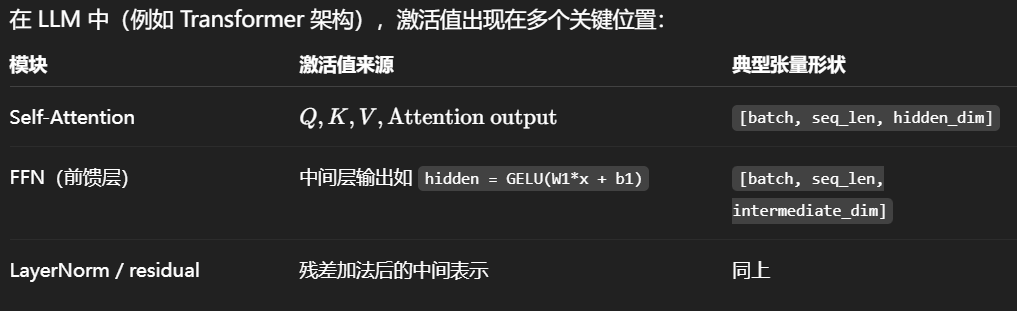 在 LLM 中（例如 Transformer 架构），激活值出现在多个关键位置：
模块 激活值来源 典型张量形状
Self-Attention Q, K, V, Attention output [batch, seq_len, hidden_dim]
FFN（前馈层） 中间层输出如 hidden = GELU(W1*x + b1) [batch, seq_len,
intermediate_dim]
LayerNorm / residual 残差加法后的中间表示 同上